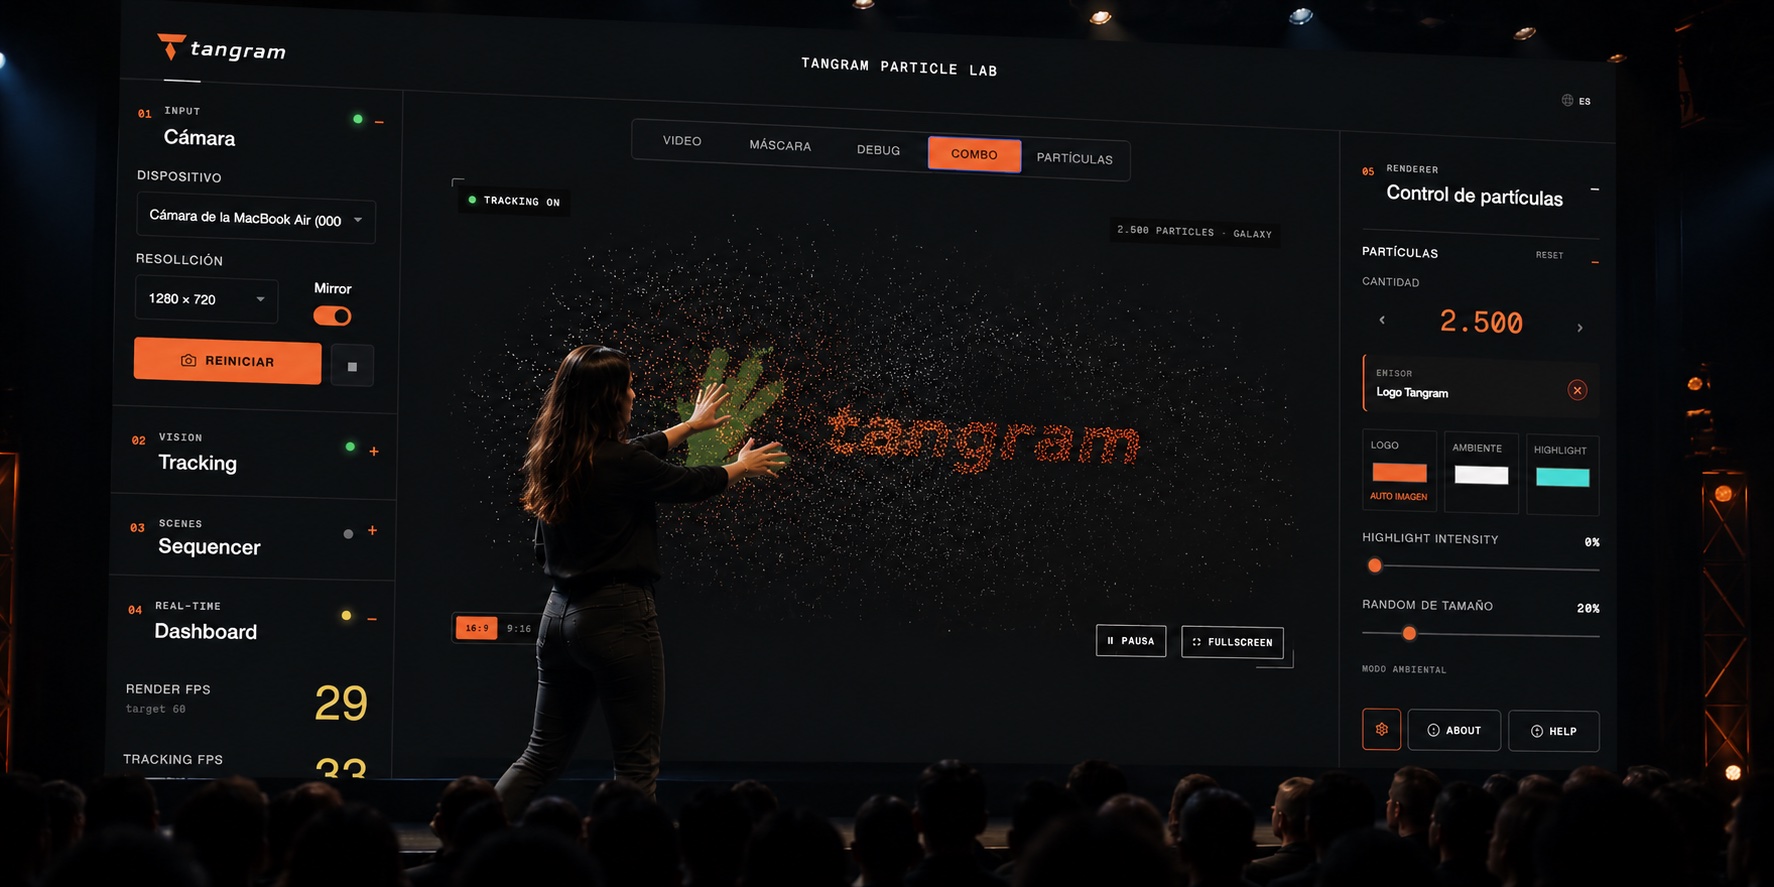 tangram
TANGRAM PARTICLE LAB
ES
01 INPUT
Cámara
DISPOSITIVO
Cámara de la MacBook Air (000
RESOLLCIÓN
1280 × 720
Mirror
REINICIAR
02 VISION
Tracking
03 SCENES
Sequencer
04 REAL-TIME
Dashboard
RENDER FPS
29
target 60
TRACKING FPS
33
VIDEO MÁSCARA DEBUG COMBO PARTÍCULAS
TRACKING ON
2.500 PARTICLES - GALAXY
tangram
16:9 9:16
PAUSA
FULLSCREEN
05 RENDERER
Control de partículas
PARTÍCULAS RESET
CANTIDAD
2.500
EMISOR
Logo Tangram
LOGO AMBIENTE HIGHLIGHT
AUTO IMAGEN
HIGHLIGHT INTENSITY 0%
RANDOM DE TAMAÑO 20%
MODO AMBIENTAL
ABOUT HELP